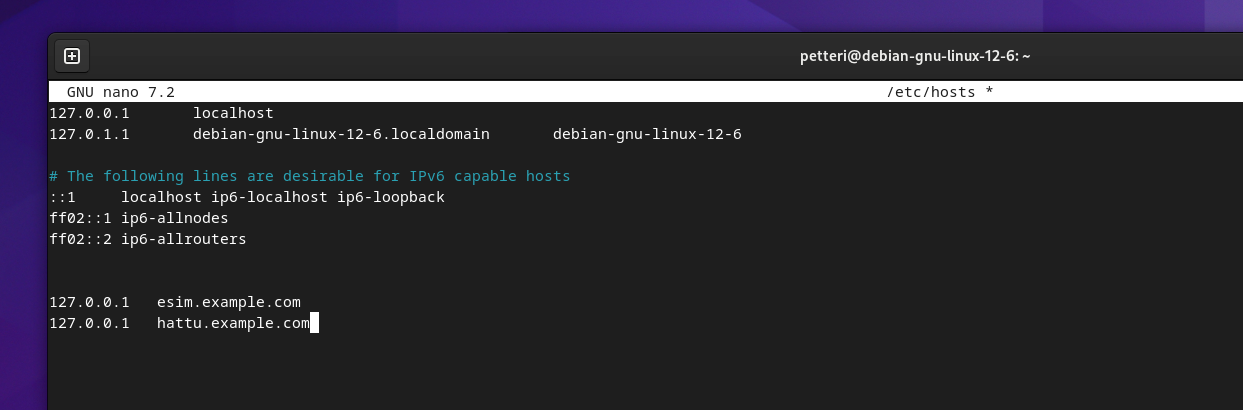 petteri@debian-gnu-linux-12-6: ~
GNU nano 7.2 /etc/hosts *
127.0.0.1 localhost
127.0.1.1 debian-gnu-linux-12-6.localdomain debian-gnu-linux-12-6
# The following lines are desirable for IPv6 capable hosts
::1 localhost ip6-localhost ip6-loopback
ff02::1 ip6-allnodes
ff02::2 ip6-allrouters
127.0.0.1 esim.example.com
127.0.0.1 hattu.example.com